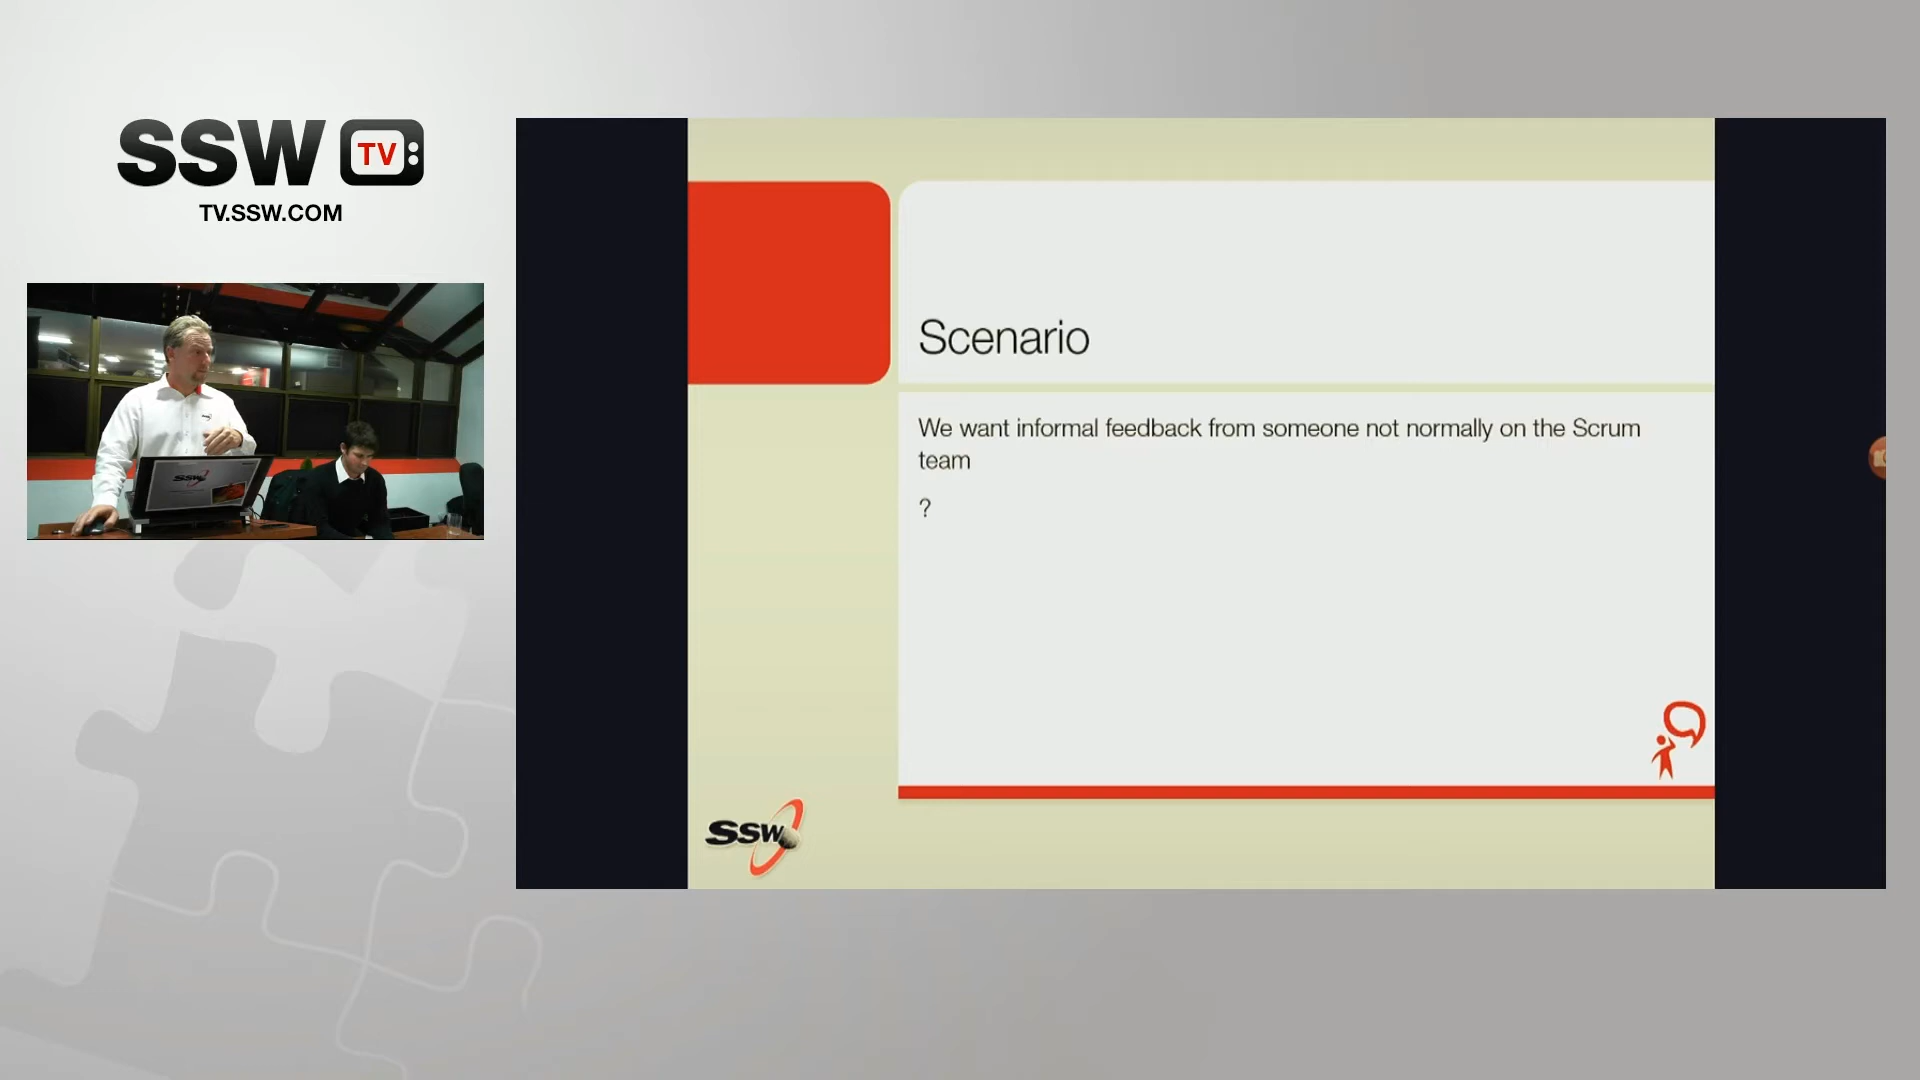 SSW TV
TV.SSW.COM
SSW
Scenario
We want informal feedback from someone not normally on the Scrum
team
?
SSW